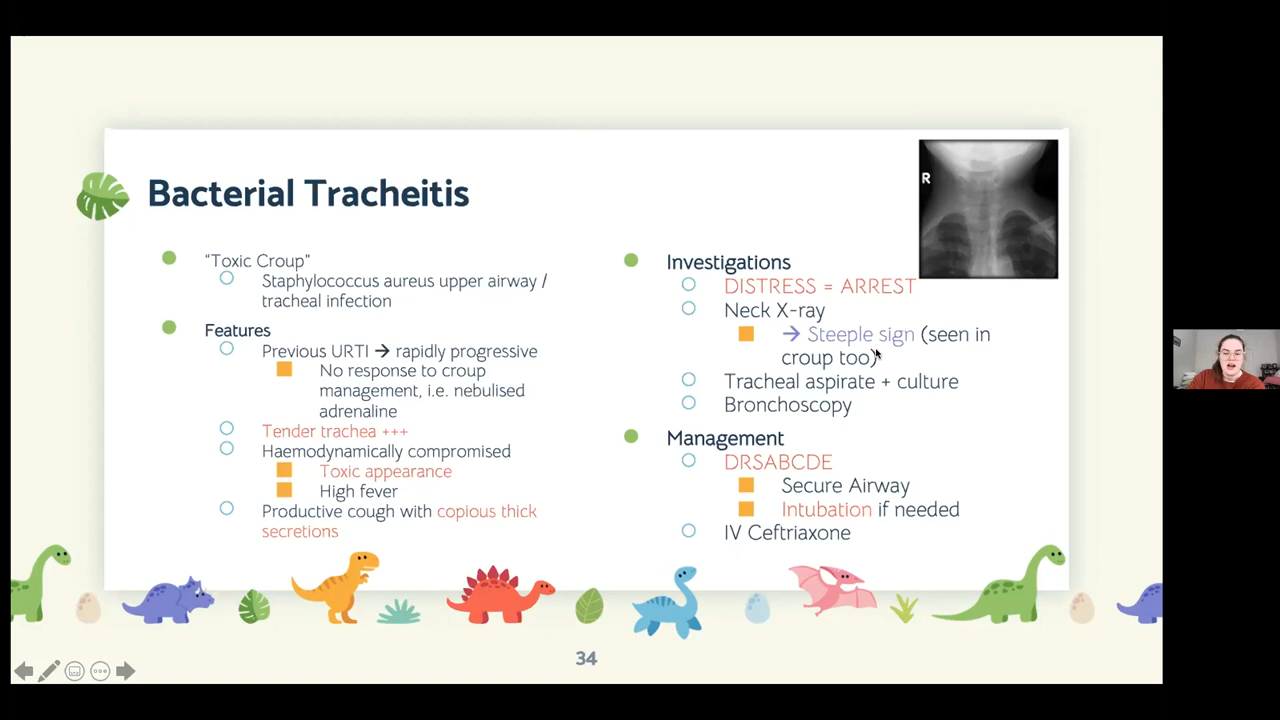 Bacterial Tracheitis
"Toxic Croup"
Staphylococcus aureus upper airway /
tracheal infection
Features
Previous URTI → rapidly progressive
No response to croup
management, i.e. nebulised
adrenaline
Tender trachea +++
Haemodynamically compromised
Toxic appearance
High fever
Productive cough with copious thick
secretions
R
Investigations
DISTRESS = ARREST
Neck X-ray
→ Steeple sign (seen in
croup too)
Tracheal aspirate + culture
Bronchoscopy
Management
DRSABCDE
Secure Airway
Intubation if needed
IV Ceftriaxone
34